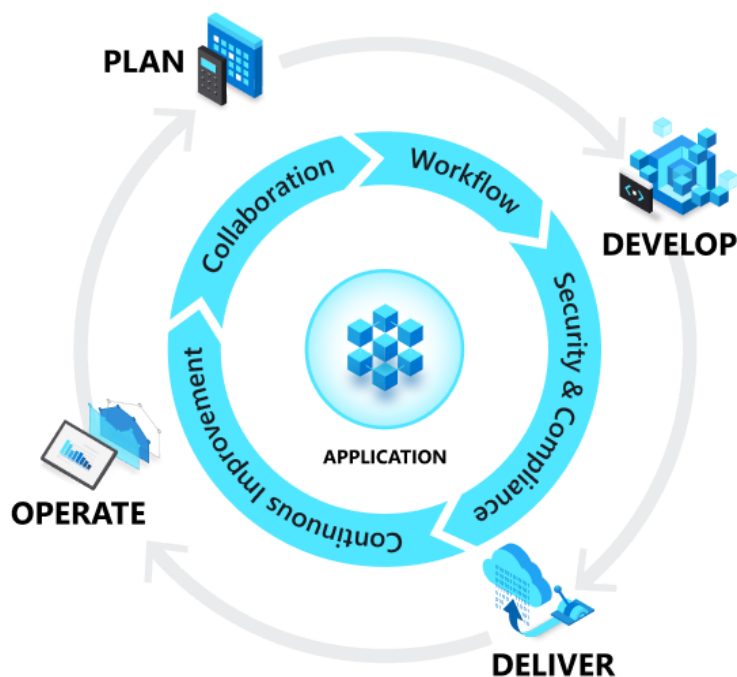 PLAN
DEVELOP
DELIVER
OPERATE
Collaboration
Workflow
Security & Compliance
Continuous Improvement
APPLICATION